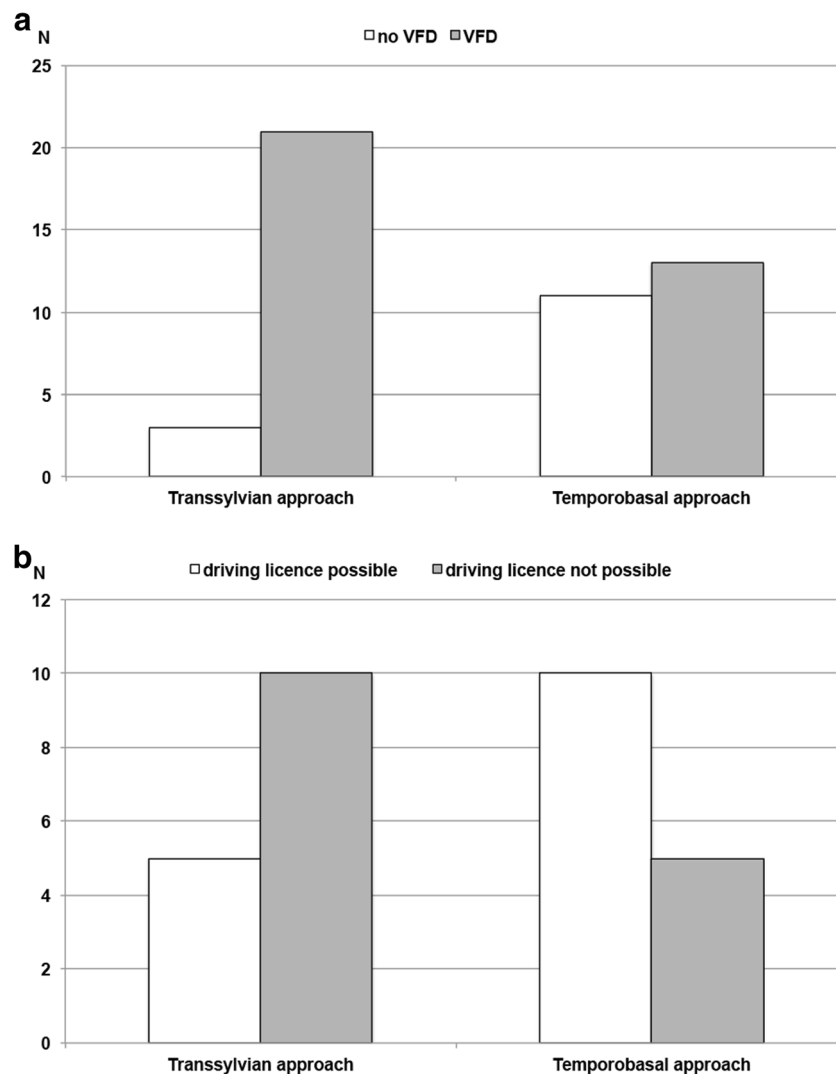 a
N
no VFD VFD
25
20
15
10
5
0
Transsylvian approach Temporobasal approach
b
N
driving licence possible driving licence not possible
12
10
8
6
4
2
0
Transsylvian approach Temporobasal approach